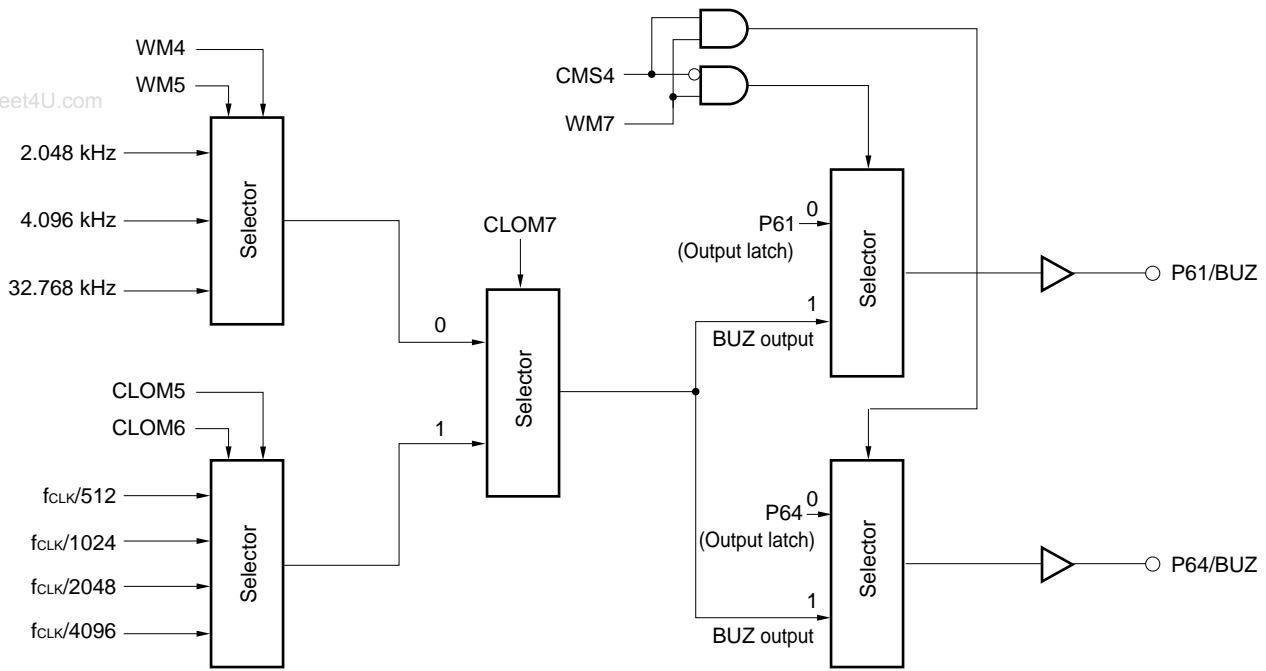 WM4
WM5
eet4U.com
2.048 kHz
4.096 kHz
32.768 kHz
Selector
CLOM5
CLOM6
fCLK/512
fCLK/1024
fCLK/2048
fCLK/4096
Selector
0
1
CLOM7
Selector
CMS4
WM7
P61
(Output latch)
0
1
BUZ output
Selector
P61/BUZ
P64
(Output latch)
0
1
BUZ output
Selector
P64/BUZ